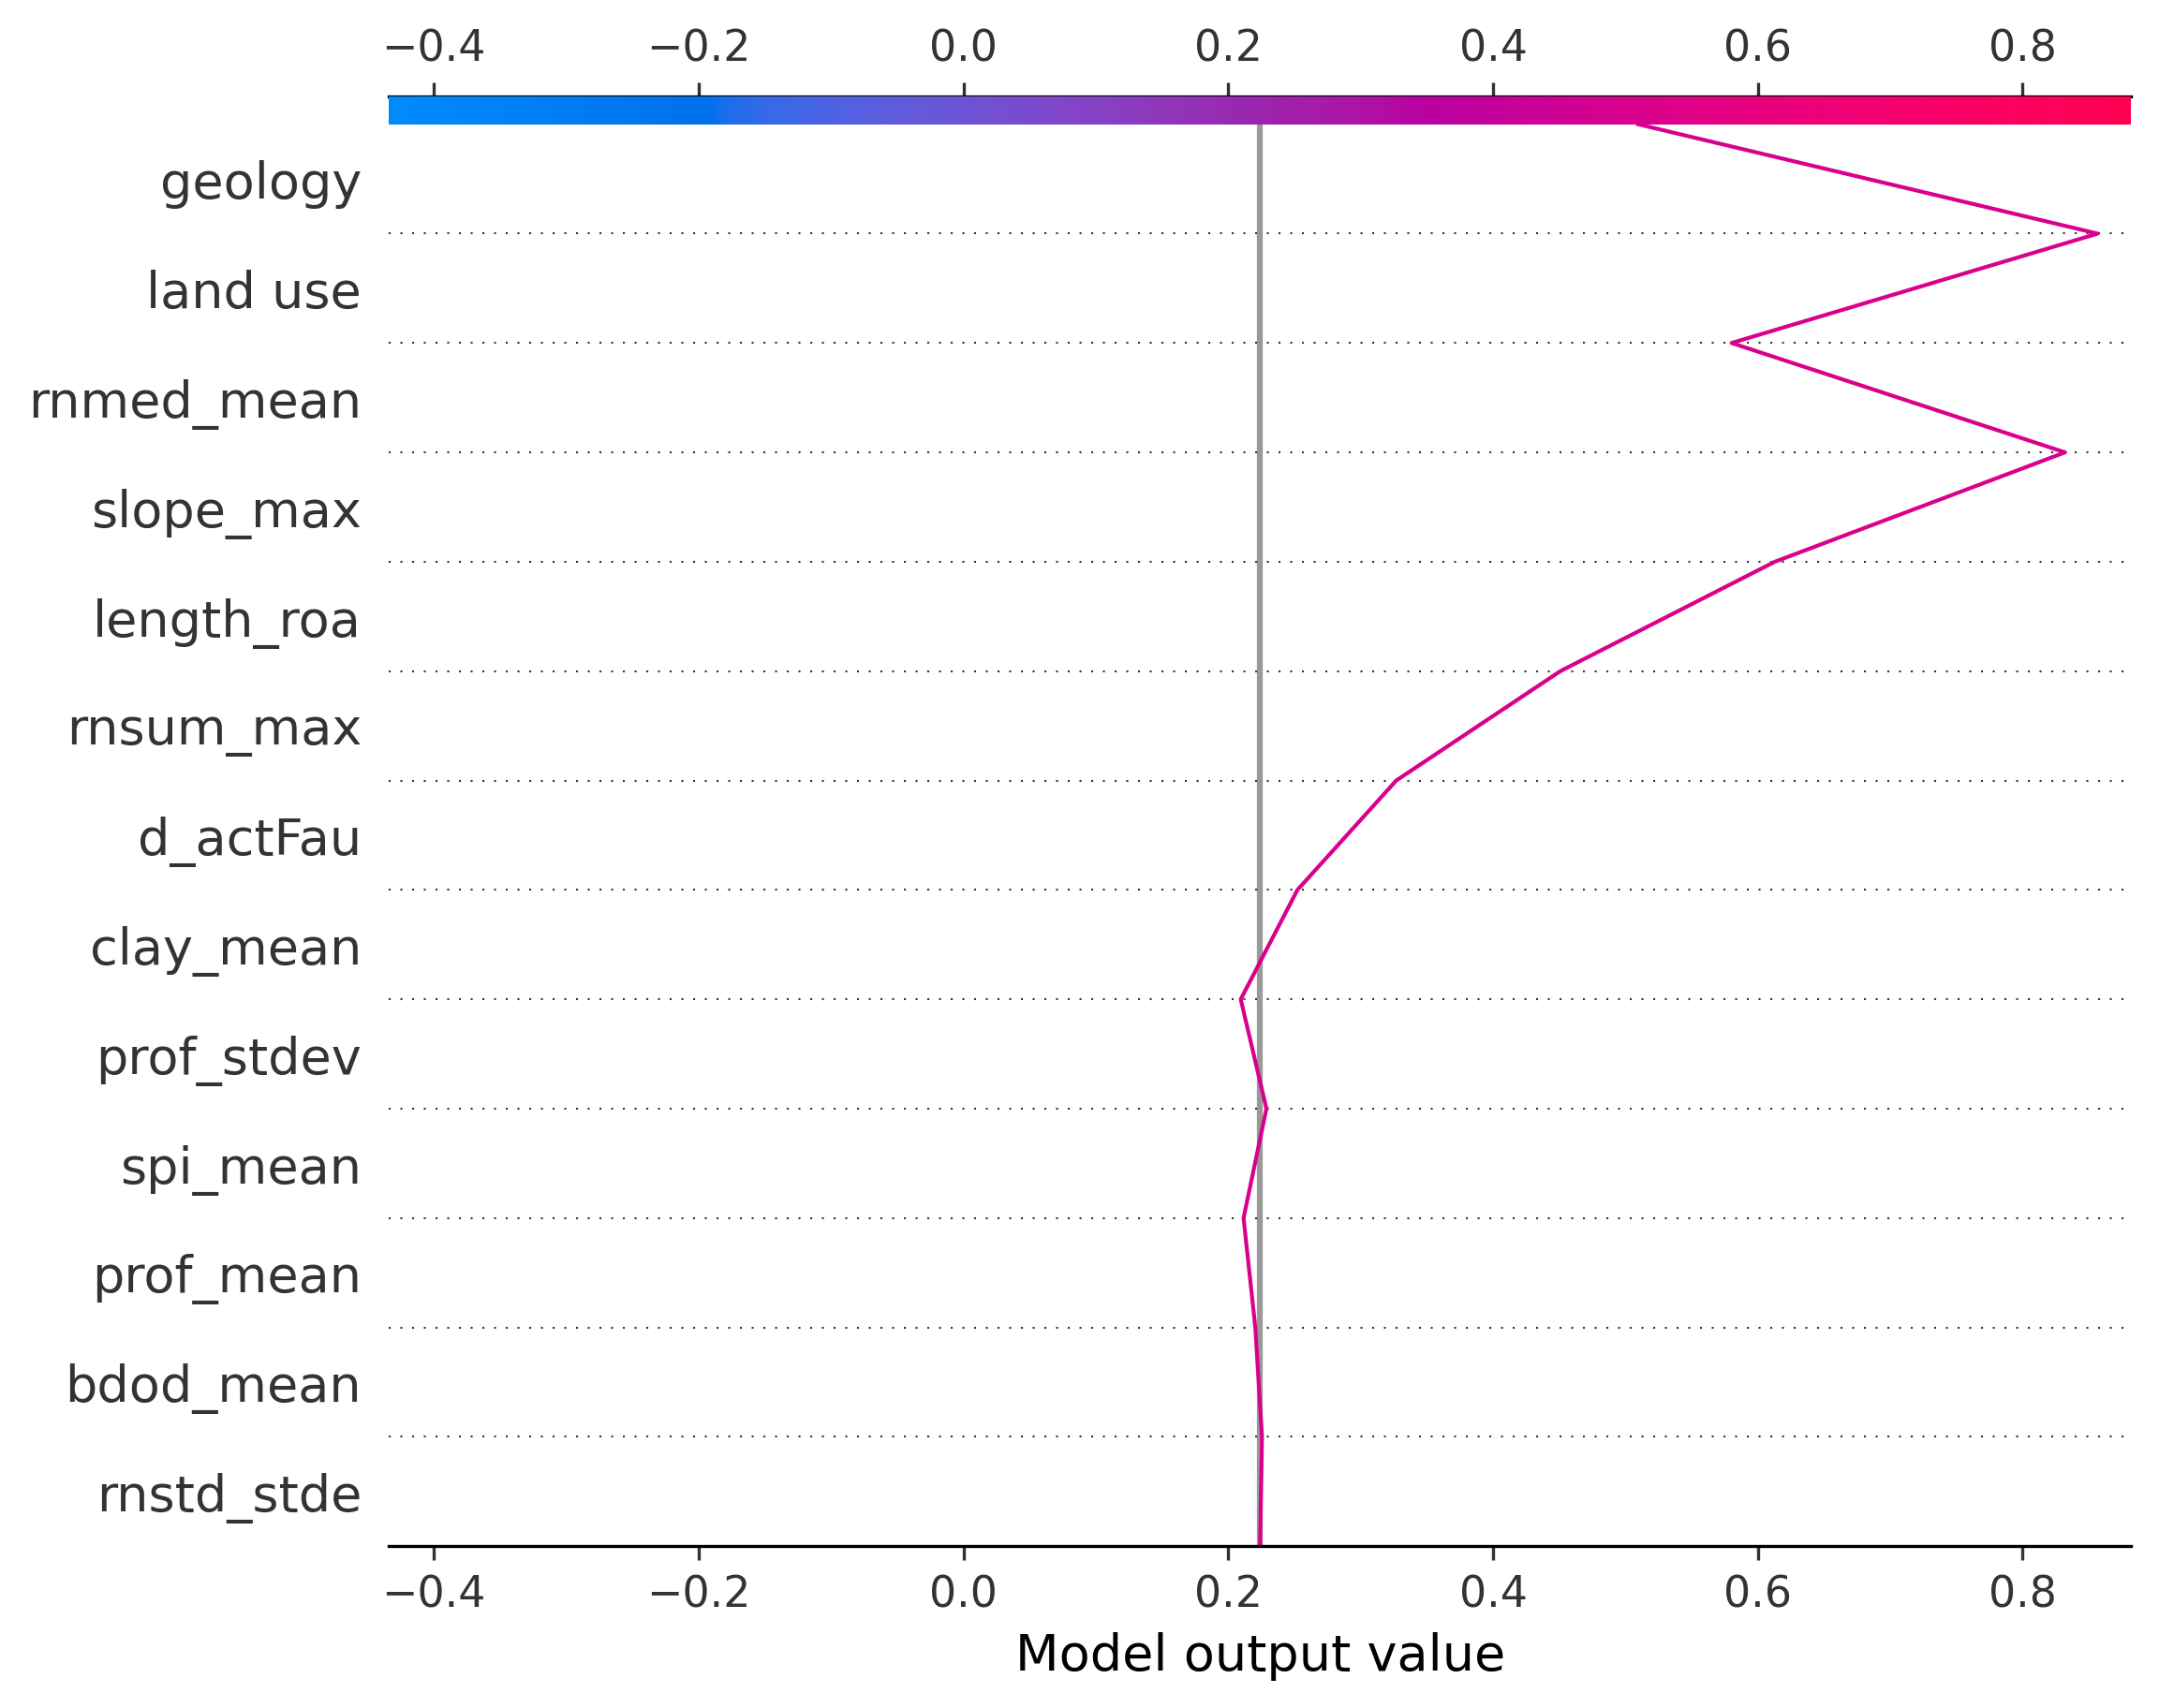 −0.4 −0.2 0.0 0.2 0.4 0.6 0.8
geology
land use
rnmed_mean
slope_max
length_roa
rnsum_max
d_actFau
clay_mean
prof_stdev
spi_mean
prof_mean
bdod_mean
rnstd_stde
−0.4 −0.2 0.0 0.2 0.4 0.6 0.8
Model output value